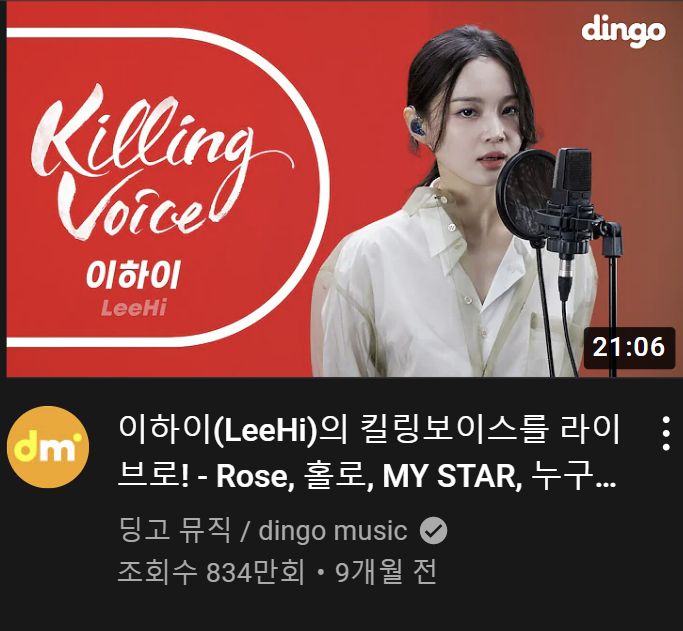 dingo
Killing
Voice
이하이
LeeHi
21:06
dm
이하이(LeeHi)의 킬링보이스를 라이
브로! - Rose, 홀로, MY STAR, 누구...
딩고 뮤직 / dingo music
조회수 834만회 • 9개월 전